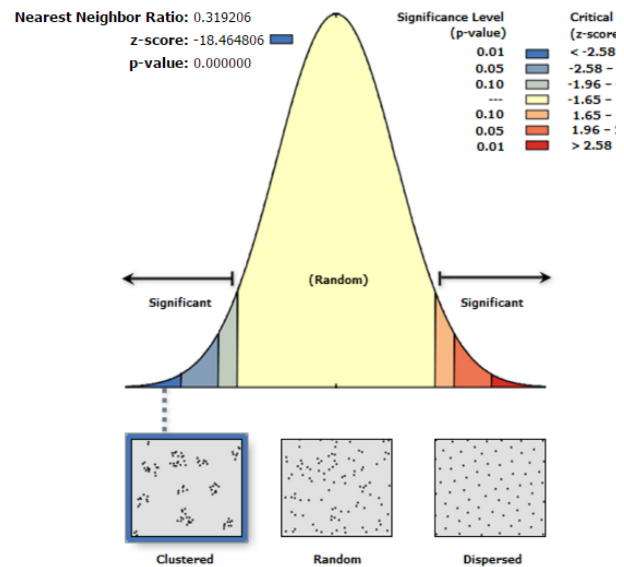 Nearest Neighbor Ratio: 0.319206
z-score: -18.464806
p-value: 0.000000
Significance Level
(p-value)
Critical
(z-score
0.01 < -2.58
0.05 -2.58 -
0.10 -1.96 -
--- -1.65 -
0.10 1.65 -
0.05 1.96 -
0.01 > 2.58
(Random)
Significant
Significant
Clustered
Random
Dispersed